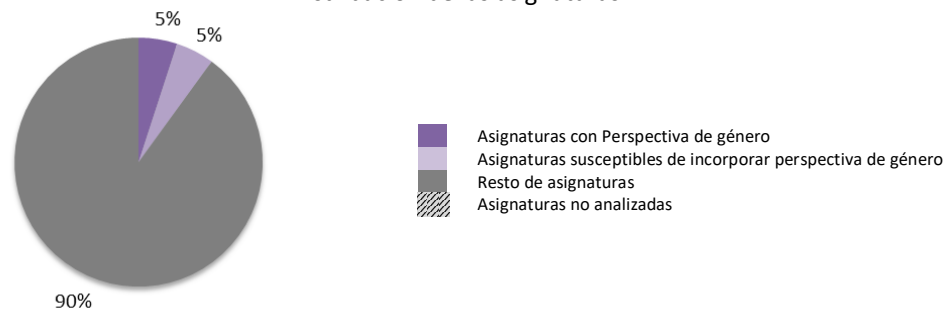 5%
5%
90%
Asignaturas con Perspectiva de género
Asignaturas susceptibles de incorporar perspectiva de género
Resto de asignaturas
Asignaturas no analizadas